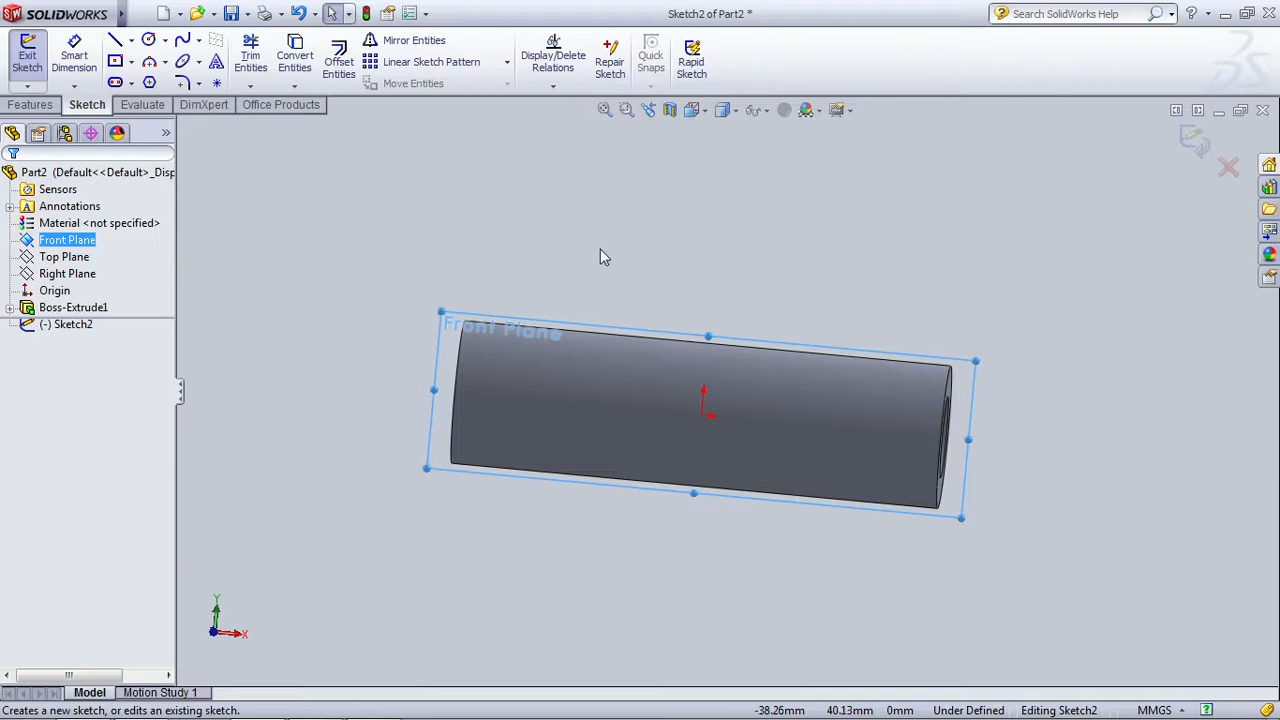 SOLIDWORKS
Sketch2 of Part2 *
Search SolidWorks Help
Exit Sketch
Smart Dimension
Trim Entities
Convert Entities
Offset Entities
Mirror Entities
Linear Sketch Pattern
Move Entities
Display/Delete Relations
Repair Sketch
Quick Snaps
Rapid Sketch
Features
Sketch
Evaluate
DimXpert
Office Products
Part2 (Default<<Default>_Disp
Sensors
Annotations
Material <not specified>
Front Plane
Top Plane
Right Plane
Origin
Boss-Extrude1
(-) Sketch2
Front Plane
Y
X
Model
Motion Study 1
Creates a new sketch, or edits an existing sketch.
-38.26mm
40.13mm
0mm
Under Defined
Editing Sketch2
MMGS